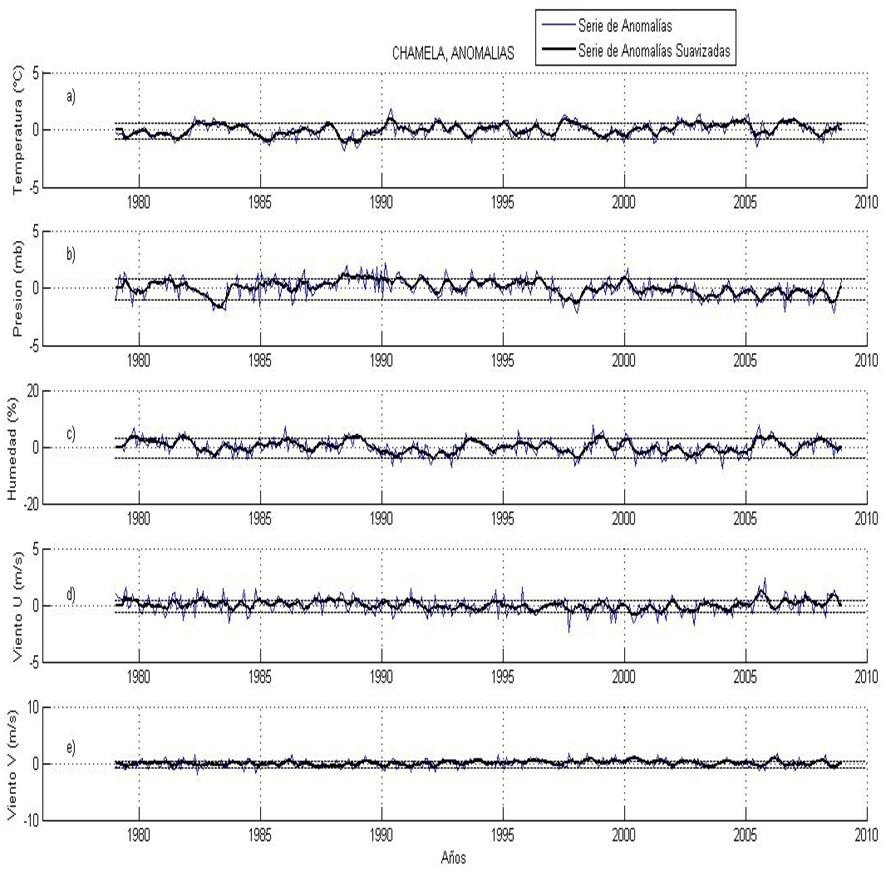 Serie de Anomalías
Serie de Anomalías Suavizadas
CHAMELA, ANOMALIAS
Temperatura (°C)
a)
5
0
-5
1980 1985 1990 1995 2000 2005 2010
Presion (mb)
b)
5
0
-5
1980 1985 1990 1995 2000 2005 2010
Humedad (%)
c)
20
0
-20
1980 1985 1990 1995 2000 2005 2010
Viento U (m/s)
d)
5
0
-5
1980 1985 1990 1995 2000 2005 2010
Viento V (m/s)
e)
10
0
-10
1980 1985 1990 1995 2000 2005 2010
Años